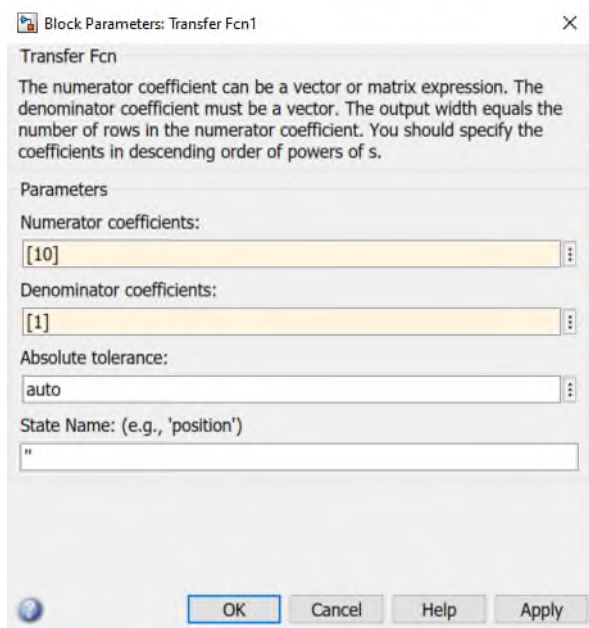 Block Parameters: Transfer Fcn1
Transfer Fcn
The numerator coefficient can be a vector or matrix expression. The
denominator coefficient must be a vector. The output width equals the
number of rows in the numerator coefficient. You should specify the
coefficients in descending order of powers of s.
Parameters
Numerator coefficients:
[10]
Denominator coefficients:
[1]
Absolute tolerance:
auto
State Name: (e.g., 'position')
''
OK Cancel Help Apply